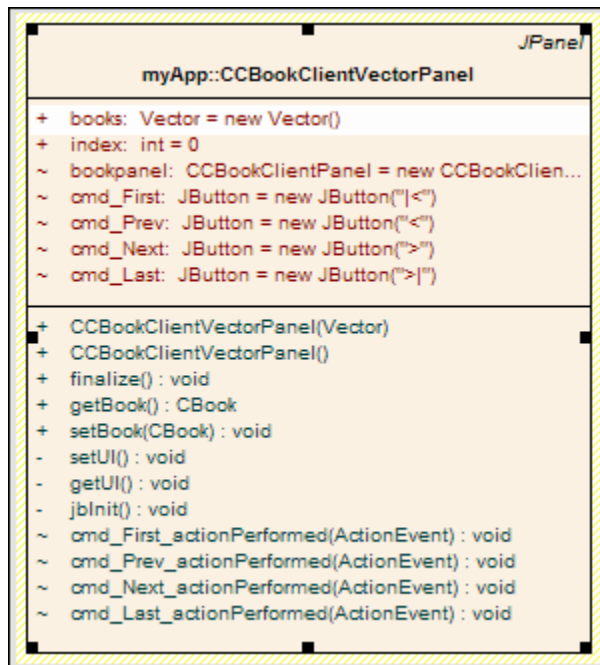 JPanel
myApp::CCBookClientVectorPanel
+ books: Vector = new Vector()
+ index: int = 0
~ bookpanel: CCBookClientPanel = new CCBookClien...
~ cmd_First: JButton = new JButton("|<")
~ cmd_Prev: JButton = new JButton("<")
~ cmd_Next: JButton = new JButton(">")
~ cmd_Last: JButton = new JButton(">|")
+ CCBookClientVectorPanel(Vector)
+ CCBookClientVectorPanel()
+ finalize() : void
+ getBook() : CBook
+ setBook(CBook) : void
- setUI() : void
- getUI() : void
- jbInit() : void
~ cmd_First_actionPerformed(ActionEvent) : void
~ cmd_Prev_actionPerformed(ActionEvent) : void
~ cmd_Next_actionPerformed(ActionEvent) : void
~ cmd_Last_actionPerformed(ActionEvent) : void